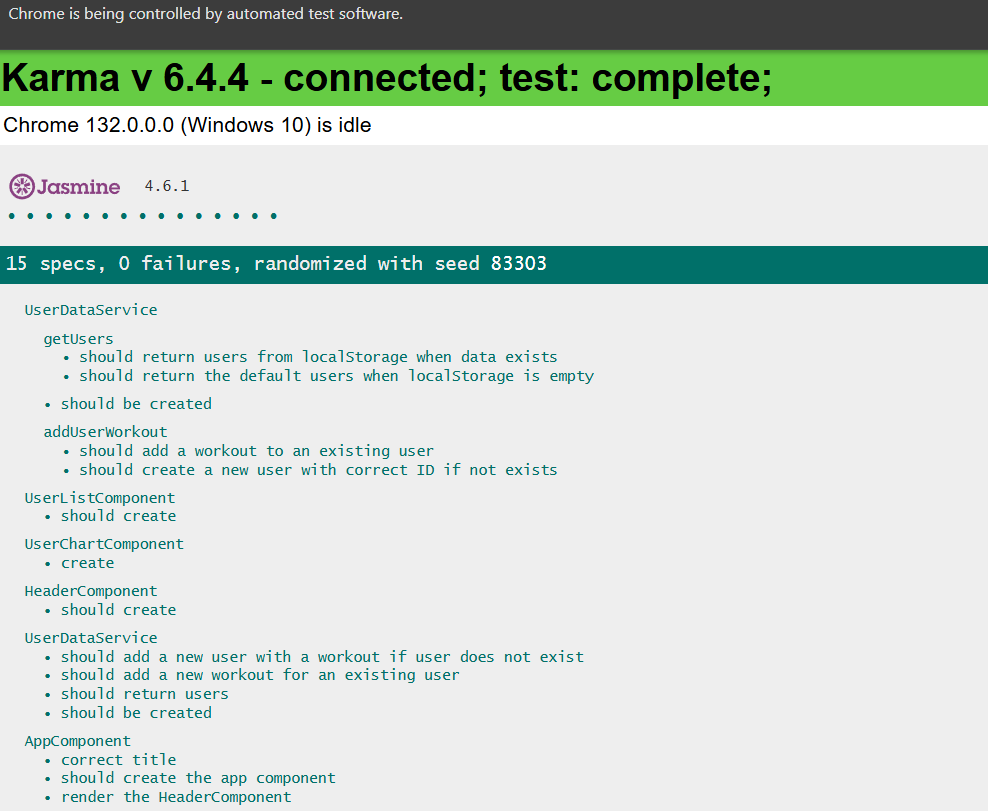 Chrome is being controlled by automated test software.
Karma v 6.4.4 - connected; test: complete;
Chrome 132.0.0.0 (Windows 10) is idle
Jasmine 4.6.1
• • • • • • • • • • • • • • •
15 specs, 0 failures, randomized with seed 83303
UserDataService
getUsers
• should return users from localStorage when data exists
• should return the default users when localStorage is empty
• should be created
addUserWorkout
• should add a workout to an existing user
• should create a new user with correct ID if not exists
UserListComponent
• should create
UserChartComponent
• create
HeaderComponent
• should create
UserDataService
• should add a new user with a workout if user does not exist
• should add a new workout for an existing user
• should return users
• should be created
AppComponent
• correct title
• should create the app component
• render the HeaderComponent